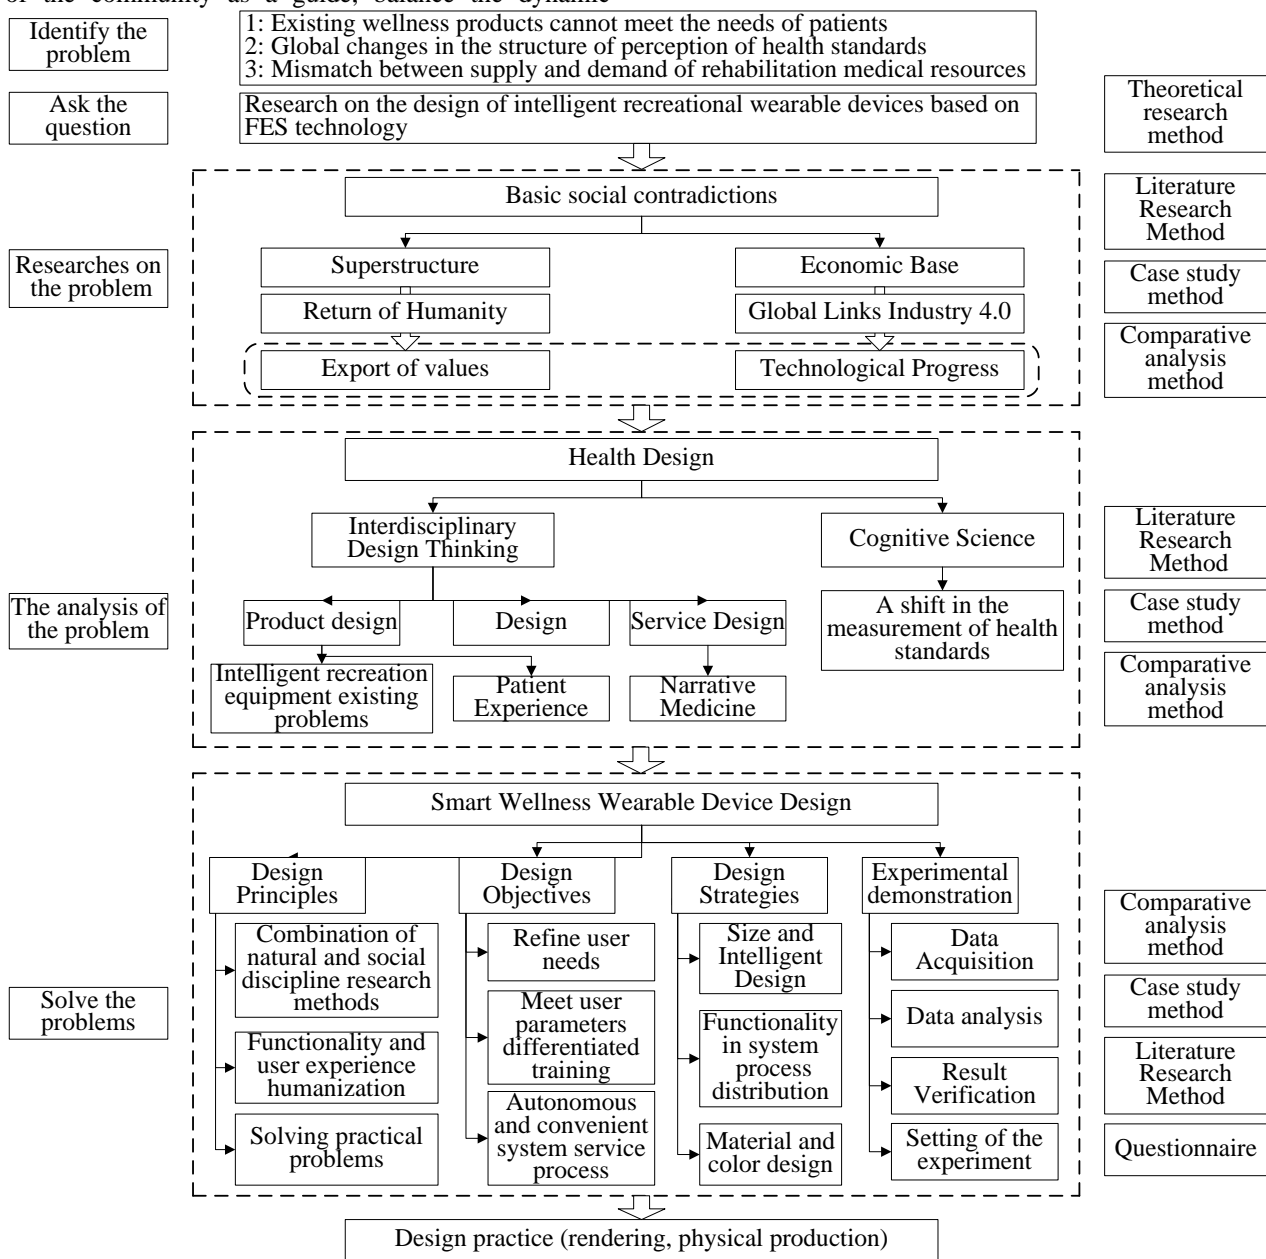 of the community as a guide, balance the dynamic
Identify the
problem
1: Existing wellness products cannot meet the needs of patients
2: Global changes in the structure of perception of health standards
3: Mismatch between supply and demand of rehabilitation medical resources
Ask the
question
Research on the design of intelligent recreational wearable devices based on
FES technology
Theoretical
research
method
Basic social contradictions
Literature
Research
Method
Researches on
the problem
Superstructure
Economic Base
Case study
method
Return of Humanity
Global Links Industry 4.0
Export of values
Technological Progress
Comparative
analysis
method
Health Design
Interdisciplinary
Design Thinking
Cognitive Science
Literature
Research
Method
The analysis of
the problem
Product design
Design
Service Design
A shift in the
measurement of health
standards
Case study
method
Intelligent recreation
equipment existing
problems
Patient
Experience
Narrative
Medicine
Comparative
analysis
method
Smart Wellness Wearable Device Design
Design
Principles
Design
Objectives
Design
Strategies
Experimental
demonstration
Combination of
natural and social
discipline research
methods
Refine user
needs
Size and
Intelligent
Design
Data
Acquisition
Comparative
analysis
method
Solve the
problems
Functionality and
user experience
humanization
Meet user
parameters
differentiated
training
Functionality
in system
process
distribution
Data analysis
Case study
method
Result
Verification
Literature
Research
Method
Solving practical
problems
Autonomous
and convenient
system service
process
Material and
color design
Setting of the
experiment
Questionnaire
Design practice (rendering, physical production)